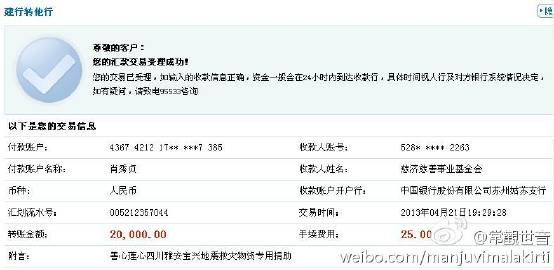 建行转他行
尊敬的客户：
您的汇款交易受理成功！
您的交易已受理，如输入的收款信息正确，资金一般会在24小时内到达收款行，具体时间视人行及对方银行系统情况决定，
如有疑问，请致电95533咨询
以下是您的交易信息
付款账户： 4367 4212 17** ***7 385 收款人账号： 528* **** 2263
付款账户名称： 肖秀贞 收款人姓名： 慈济慈善事业基金会
币种： 人民币 收款账户开户行： 中国银行股份有限公司苏州姑苏支行
汇划流水号： 005212357044 交易时间： 2013年04月21日19:29:28
转账金额： 20,000.00 手续费用： 25.00
附言： 善心莲心四川雅安宝兴地震救灾物资专用捐助
@常觀世音
weibo.com/manjuvimalakirti